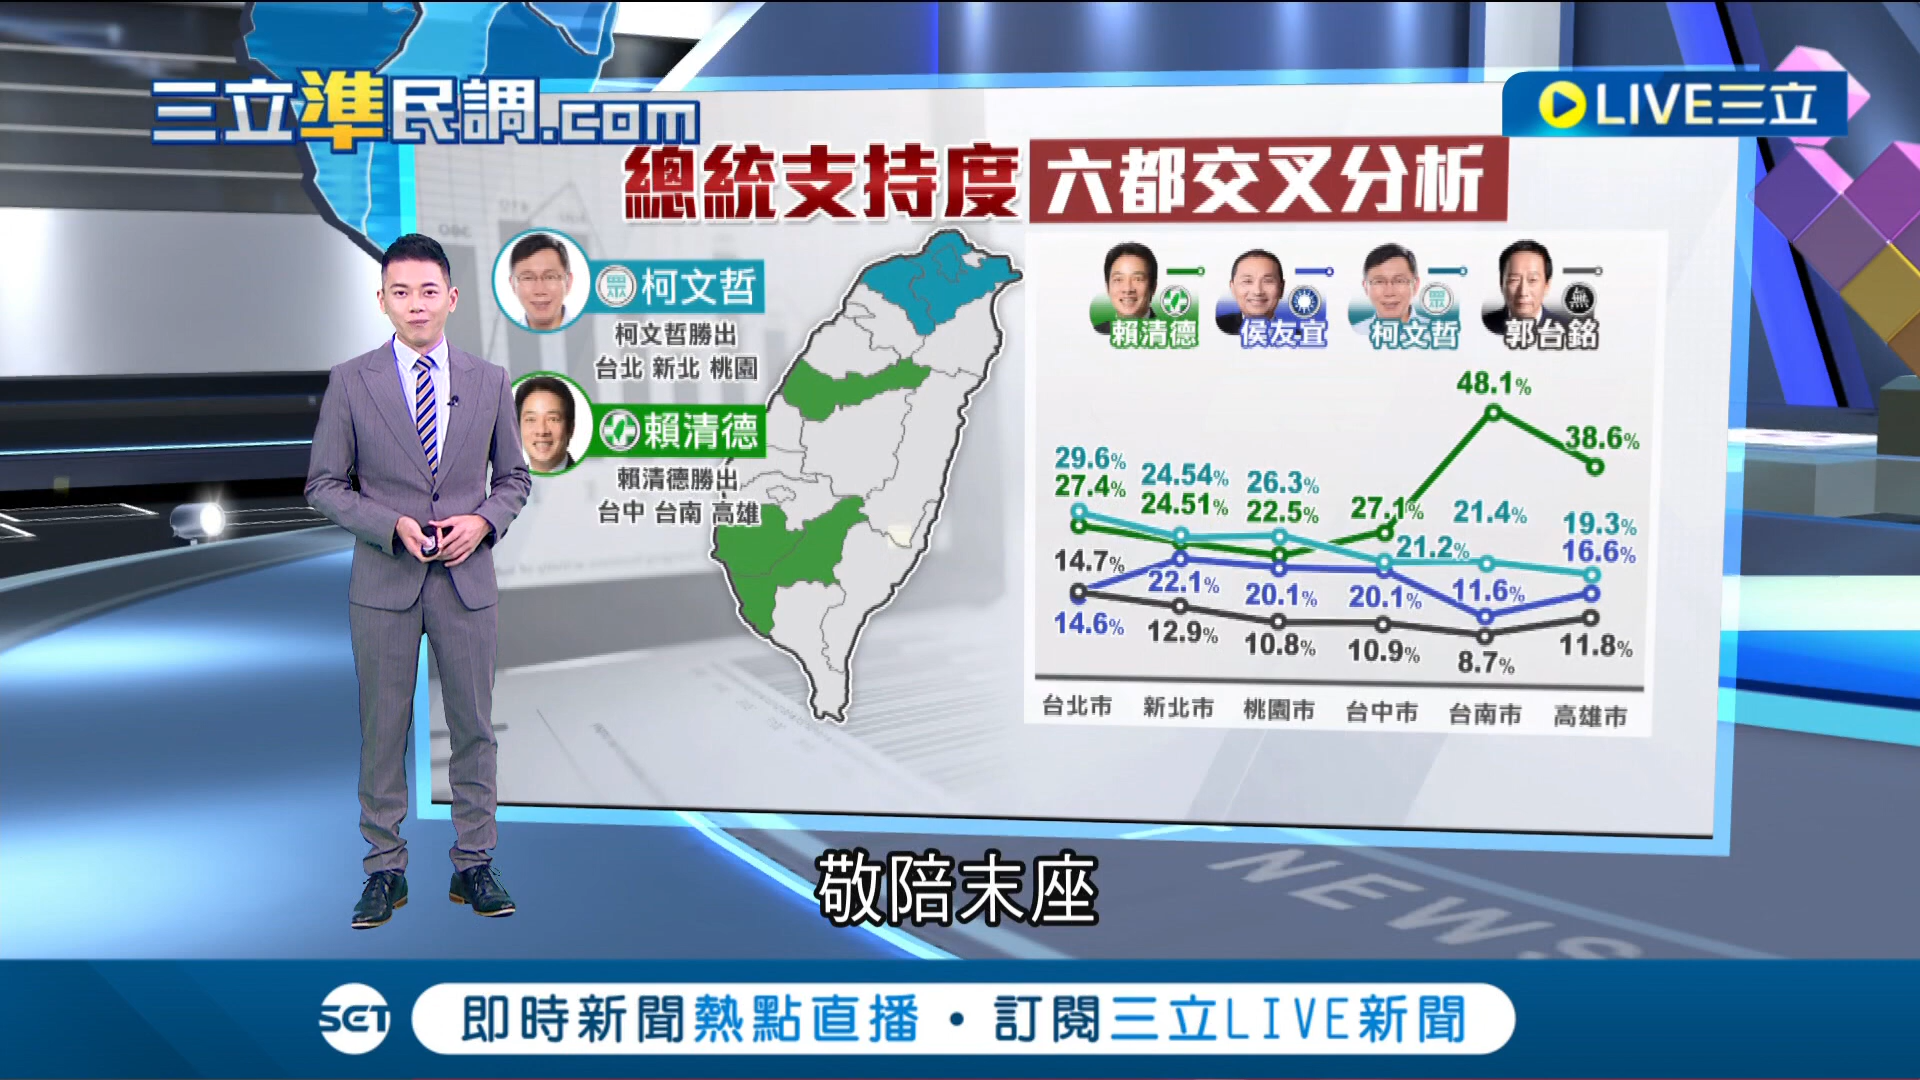 三立準民調.com
LIVE三立
總統支持度 六都交叉分析
眾 柯文哲
柯文哲勝出
台北 新北 桃園
賴清德
賴清德勝出
台中 台南 高雄
賴清德 侯友宜 柯文哲 無 郭台銘
眾
48.1%
38.6%
29.6% 24.54% 26.3%
27.4% 24.51% 22.5% 27.1% 21.4% 19.3%
14.7% 21.2% 16.6%
22.1% 20.1% 20.1% 11.6%
14.6% 12.9% 10.8% 10.9% 8.7% 11.8%
台北市 新北市 桃園市 台中市 台南市 高雄市
敬陪末座
NEWS
SET 即時新聞熱點直播・訂閱三立LIVE新聞